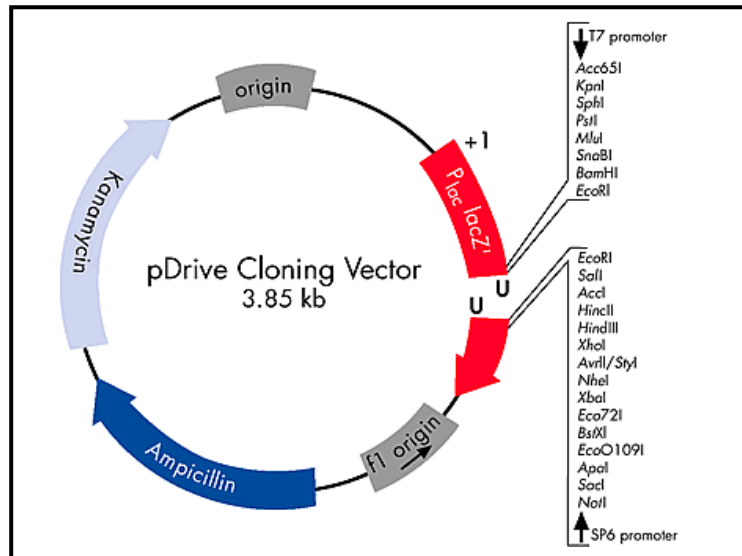 origin
+1
Plac lacZ'
Kanamycin
pDrive Cloning Vector
3.85 kb
U
U
Ampicillin
f1 origin
T7 promoter
Acc65I
KpnI
SphI
PstI
MluI
SnaBI
BamHI
EcoRI
EcoRI
SalI
AccI
HincII
HindIII
XhoI
AvrII/StyI
NheI
XbaI
Eco72I
BstXI
EcoO109I
ApaI
SacI
NotI
SP6 promoter